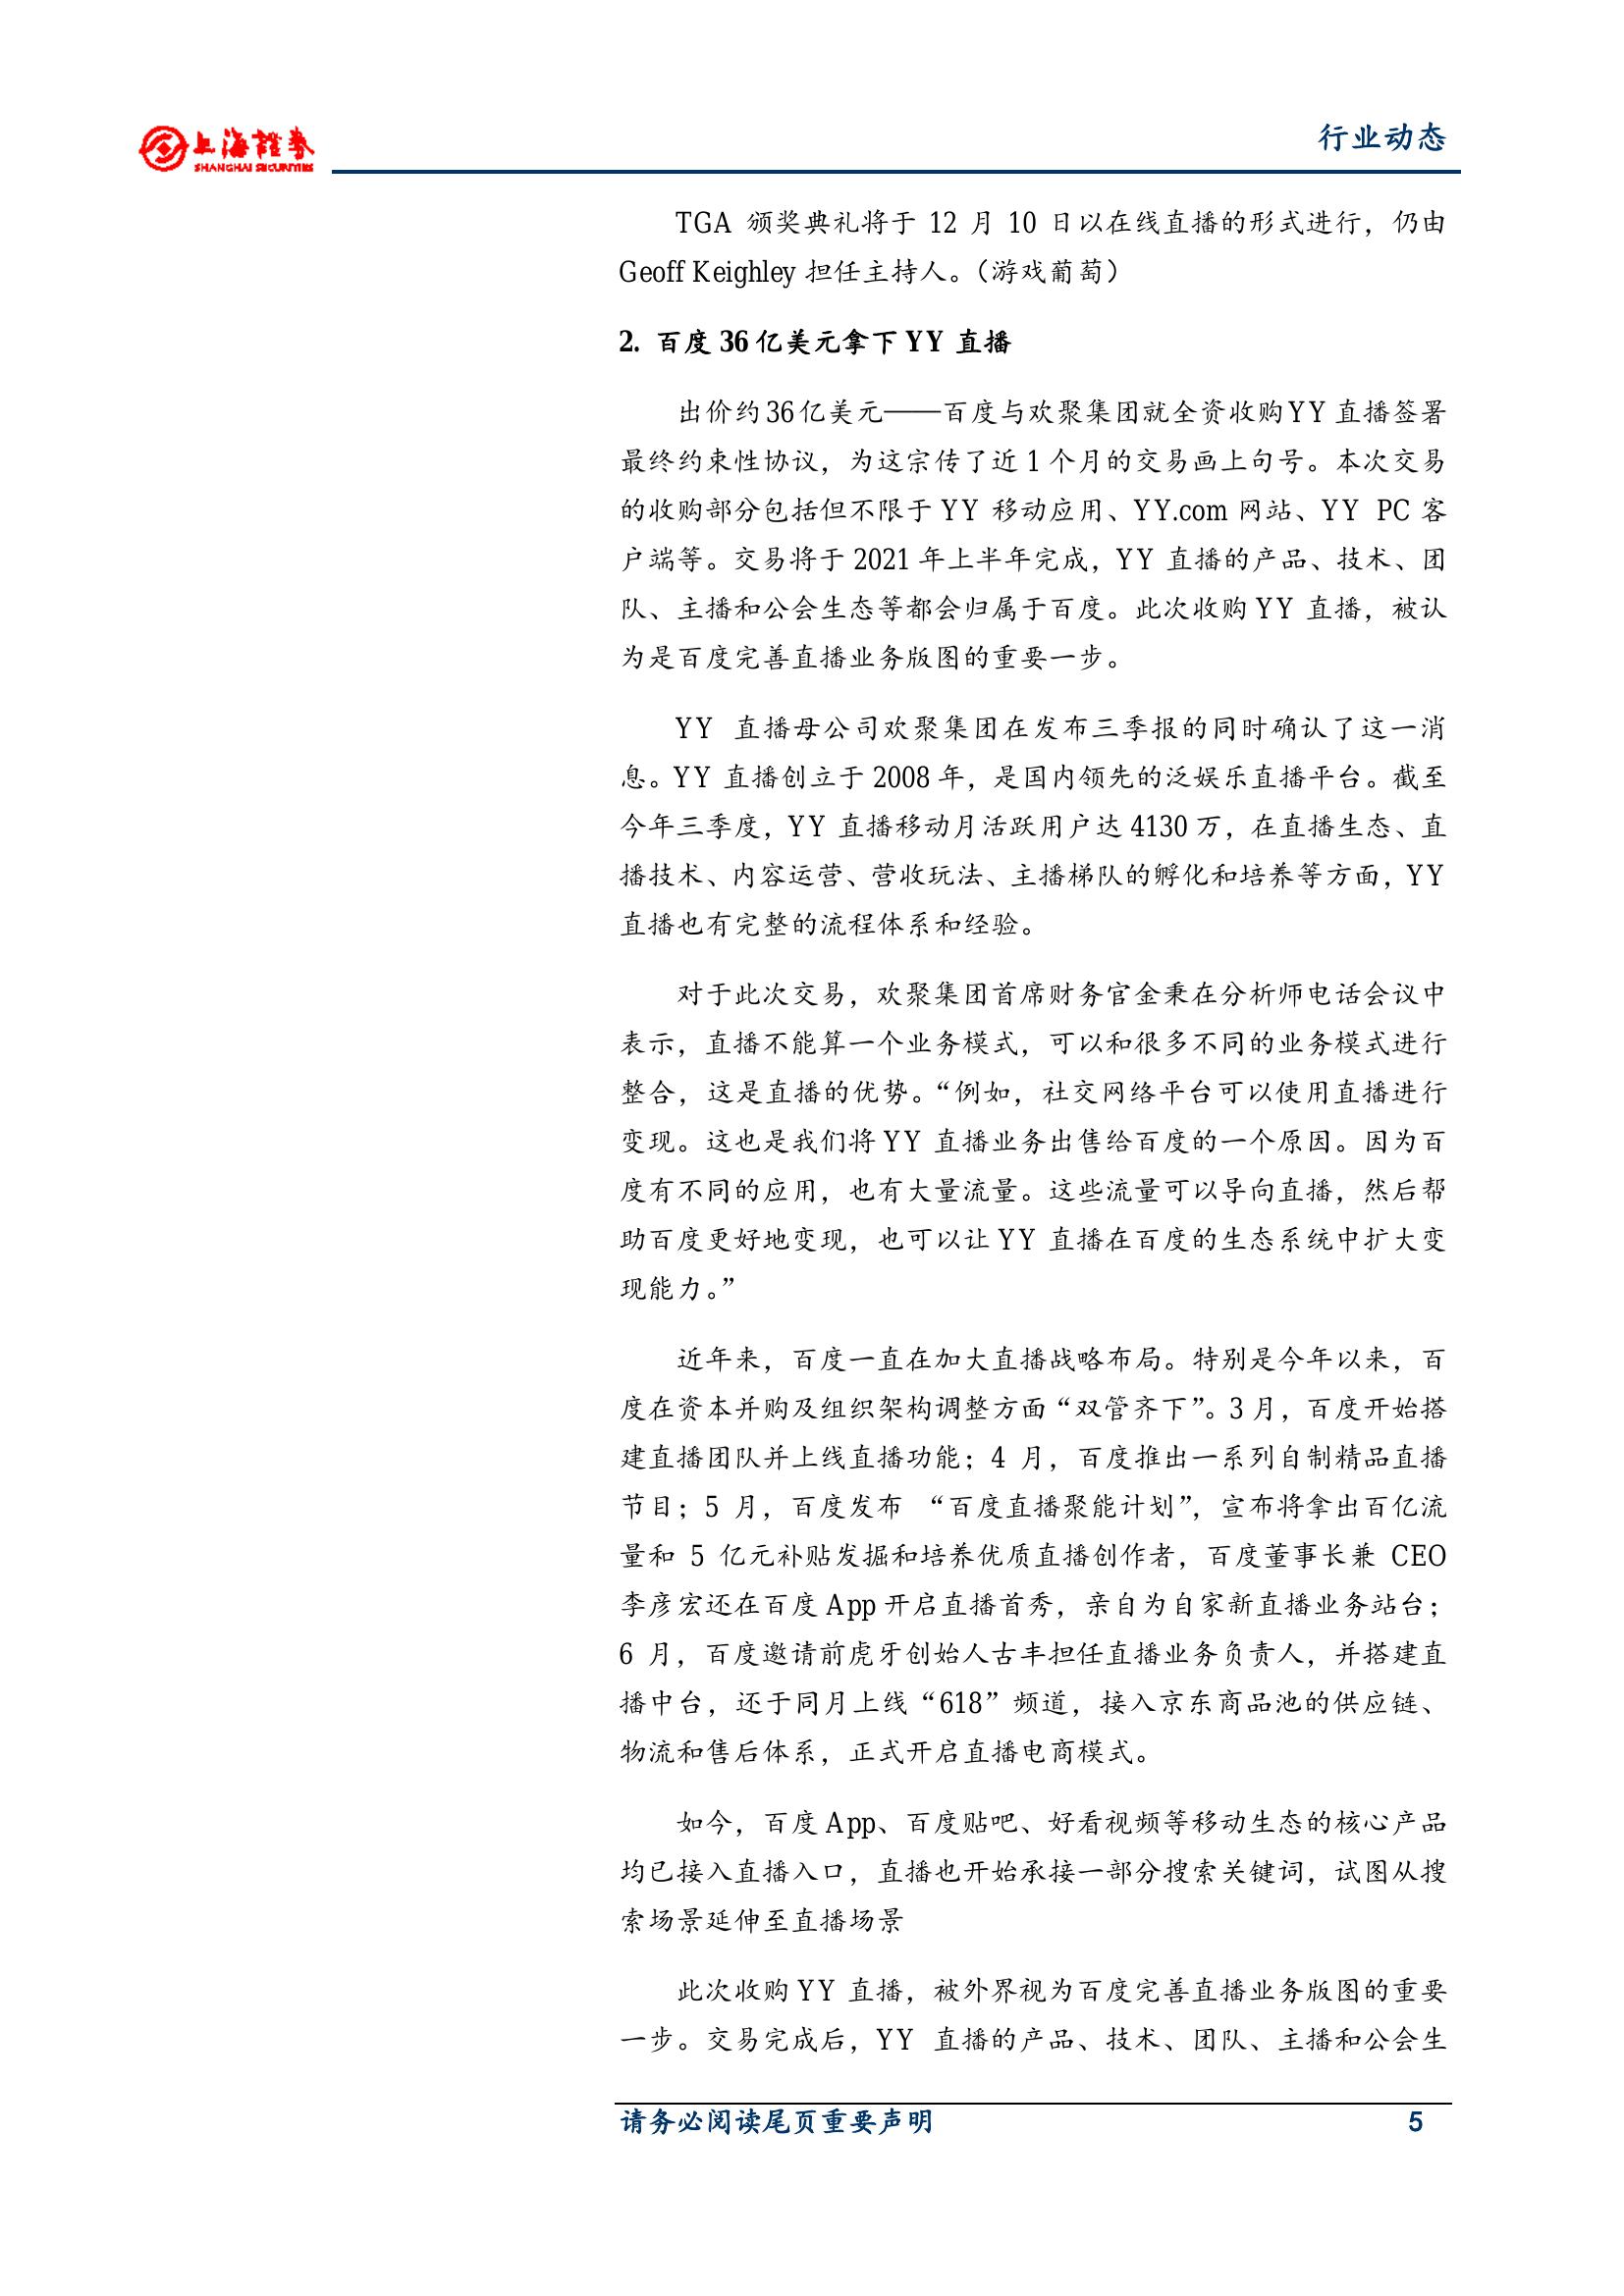 上海證券
SHANGHAI SECURITIES
行业动态
TGA 颁奖典礼将于 12 月 10 日以在线直播的形式进行，仍由
Geoff Keighley 担任主持人。（游戏葡萄）
2. 百度 36 亿美元拿下 YY 直播
出价约 36 亿美元——百度与欢聚集团就全资收购 YY 直播签署
最终约束性协议，为这宗传了近 1 个月的交易画上句号。本次交易
的收购部分包括但不限于 YY 移动应用、YY.com 网站、YY PC 客
户端等。交易将于 2021 年上半年完成，YY 直播的产品、技术、团
队、主播和公会生态等都会归属于百度。此次收购 YY 直播，被认
为是百度完善直播业务版图的重要一步。
YY 直播母公司欢聚集团在发布三季报的同时确认了这一消
息。YY 直播创立于 2008 年，是国内领先的泛娱乐直播平台。截至
今年三季度，YY 直播移动月活跃用户达 4130 万，在直播生态、直
播技术、内容运营、营收玩法、主播梯队的孵化和培养等方面，YY
直播也有完整的流程体系和经验。
对于此次交易，欢聚集团首席财务官金秉在分析师电话会议中
表示，直播不能算一个业务模式，可以和很多不同的业务模式进行
整合，这是直播的优势。“例如，社交网络平台可以使用直播进行
变现。这也是我们将 YY 直播业务出售给百度的一个原因。因为百
度有不同的应用，也有大量流量。这些流量可以导向直播，然后帮
助百度更好地变现，也可以让 YY 直播在百度的生态系统中扩大变
现能力。”
近年来，百度一直在加大直播战略布局。特别是今年以来，百
度在资本并购及组织架构调整方面“双管齐下”。3 月，百度开始搭
建直播团队并上线直播功能；4 月，百度推出一系列自制精品直播
节目；5 月，百度发布 “百度直播聚能计划”，宣布将拿出百亿流
量和 5 亿元补贴发掘和培养优质直播创作者，百度董事长兼 CEO
李彦宏还在百度 App 开启直播首秀，亲自为自家新直播业务站台；
6 月，百度邀请前虎牙创始人古丰担任直播业务负责人，并搭建直
播中台，还于同月上线“618”频道，接入京东商品池的供应链、
物流和售后体系，正式开启直播电商模式。
如今，百度 App、百度贴吧、好看视频等移动生态的核心产品
均已接入直播入口，直播也开始承接一部分搜索关键词，试图从搜
索场景延伸至直播场景
此次收购 YY 直播，被外界视为百度完善直播业务版图的重要
一步。交易完成后，YY 直播的产品、技术、团队、主播和公会生
请务必阅读尾页重要声明 5